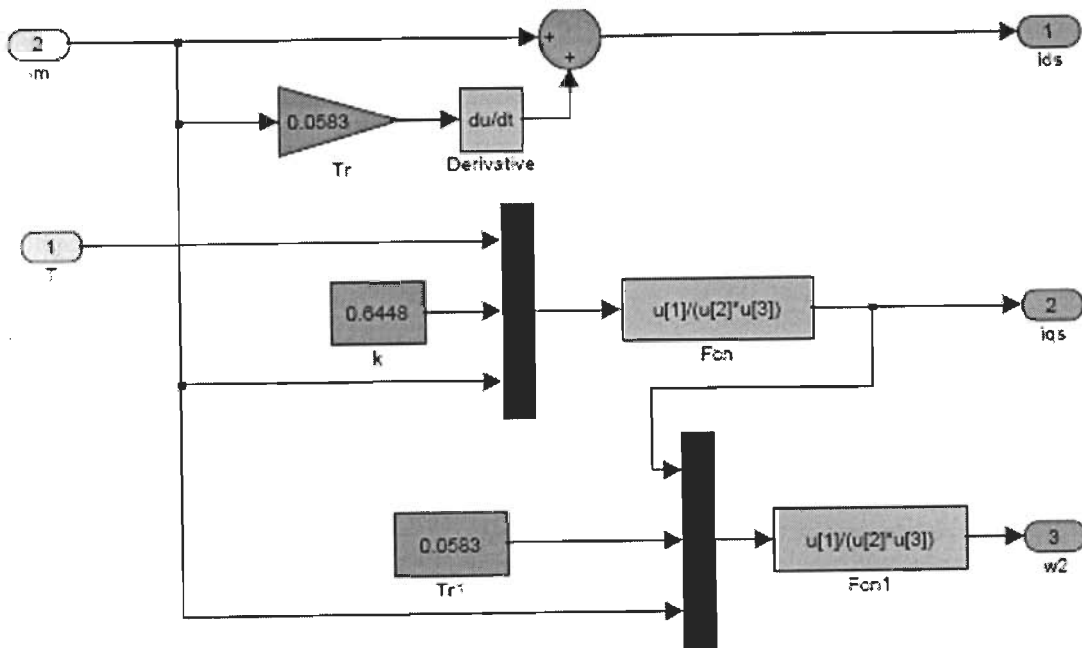 2
+
+
1
ids
0.0583
du/dt
Tr
Derivative
1
0.6448
k
u[1]/(u[2]*u[3])
Fcn
2
iqs
0.0583
Tr1
u[1]/(u[2]*u[3])
Fcn1
3
w2